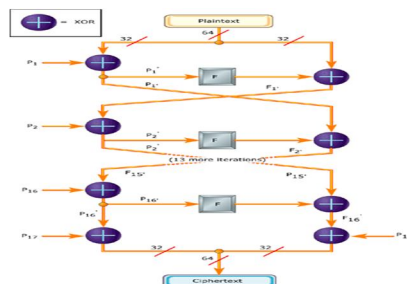 = XOR
Plaintext
32
64
32
P1
P1'
F
P1'
F1'
P2
P2'
F
P2'
F2'
(13 more iterations)
F15'
P15'
P16
P16'
F
P16'
F16'
P17
32
64
32
P1
Ciphertext